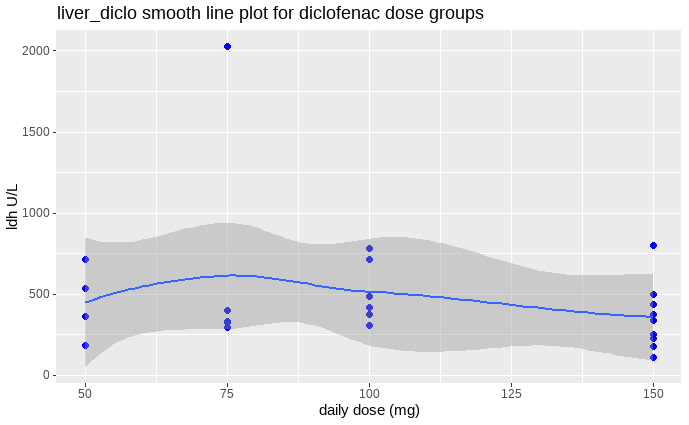 liver_diclo smooth line plot for diclofenac dose groups
ldh U/L
2000
1500
1000
500
0
50 75 100 125 150
daily dose (mg)